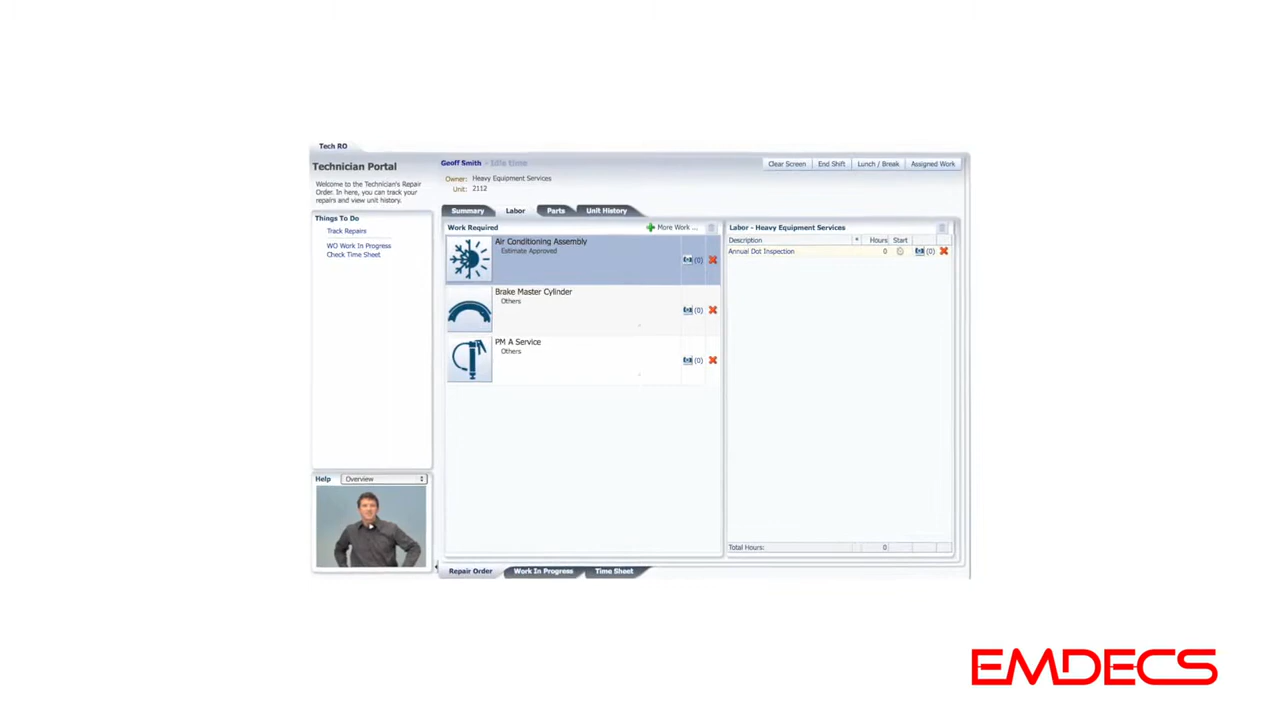 Tech RO
Technician Portal
Welcome to the Technician's Repair
Order. In here, you can track your
repairs and view unit history.
Things To Do
Track Repairs
WO Work In Progress
Check Time Sheet
Help
Overview
Geoff Smith - Idle time
Clear Screen
End Shift
Lunch / Break
Assigned Work
Owner: Heavy Equipment Services
Unit: 2112
Summary
Labor
Parts
Unit History
Work Required
More Work ...
Air Conditioning Assembly
Estimate Approved
(0)
Brake Master Cylinder
Others
(0)
PM A Service
Others
(0)
Labor - Heavy Equipment Services
Description * Hours Start
Annual Dot Inspection 0 (0)
Total Hours: 0
Repair Order
Work In Progress
Time Sheet
EMDECS